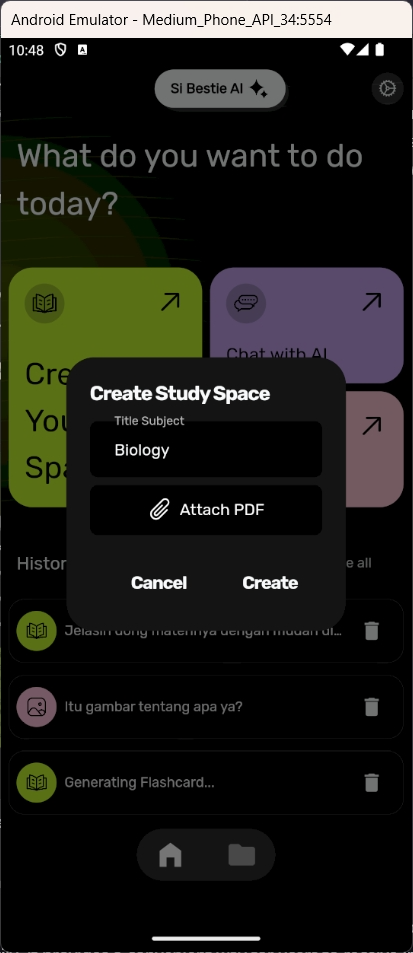 Android Emulator - Medium_Phone_API_34:5554
10:48
A
Si Bestie AI
What do you want to do
today?
Cre
You
Spa
Chat with AI
Create Study Space
Title Subject
Biology
Attach PDF
Cancel
Create
Histor
e all
Jelasin dong materinya dengan mudah di...
Itu gambar tentang apa ya?
Generating Flashcard...